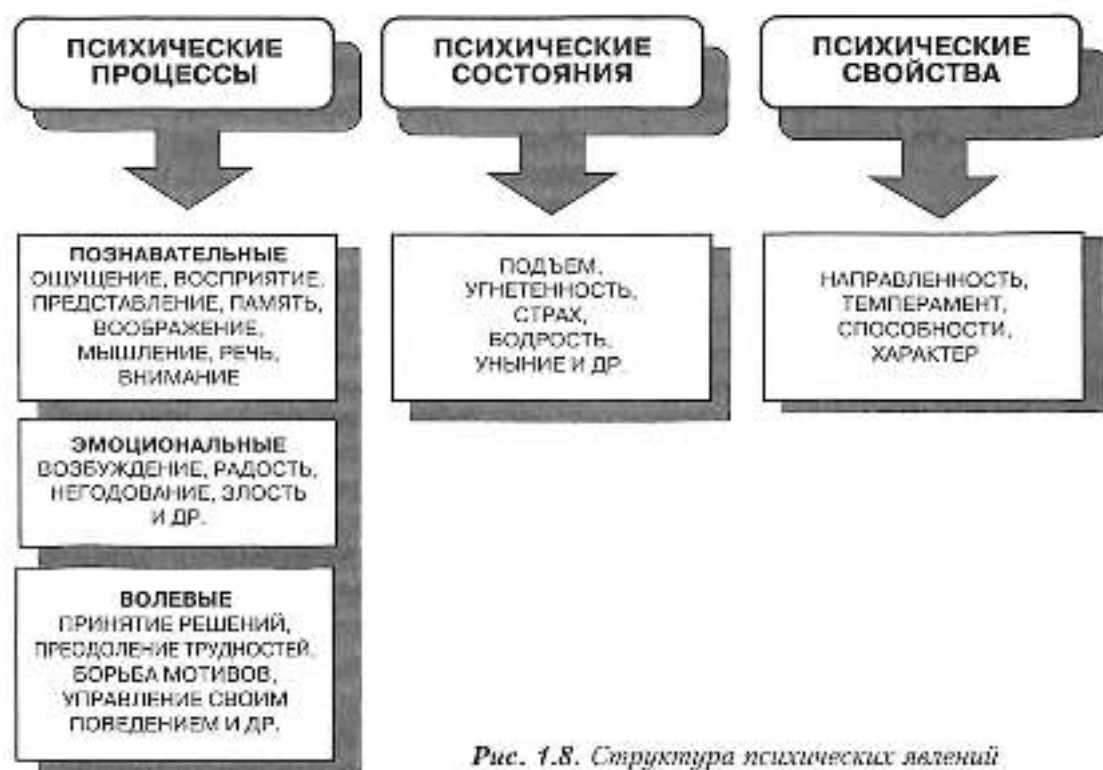 ПСИХИЧЕСКИЕ
ПРОЦЕССЫ
ПОЗНАВАТЕЛЬНЫЕ
ОЩУЩЕНИЕ, ВОСПРИЯТИЕ,
ПРЕДСТАВЛЕНИЕ, ПАМЯТЬ,
ВООБРАЖЕНИЕ,
МЫШЛЕНИЕ, РЕЧЬ,
ВНИМАНИЕ
ЭМОЦИОНАЛЬНЫЕ
ВОЗБУЖДЕНИЕ, РАДОСТЬ,
НЕГОДОВАНИЕ, ЗЛОСТЬ
И ДР.
ВОЛЕВЫЕ
ПРИНЯТИЕ РЕШЕНИЙ,
ПРЕОДОЛЕНИЕ ТРУДНОСТЕЙ,
БОРЬБА МОТИВОВ,
УПРАВЛЕНИЕ СВОИМ
ПОВЕДЕНИЕМ И ДР.
ПСИХИЧЕСКИЕ
СОСТОЯНИЯ
ПОДЪЕМ,
УГНЕТЕННОСТЬ,
СТРАХ,
БОДРОСТЬ,
УНЫНИЕ И ДР.
ПСИХИЧЕСКИЕ
СВОЙСТВА
НАПРАВЛЕННОСТЬ,
ТЕМПЕРАМЕНТ,
СПОСОБНОСТИ,
ХАРАКТЕР
Рис. 1.8. Структура психических явлений